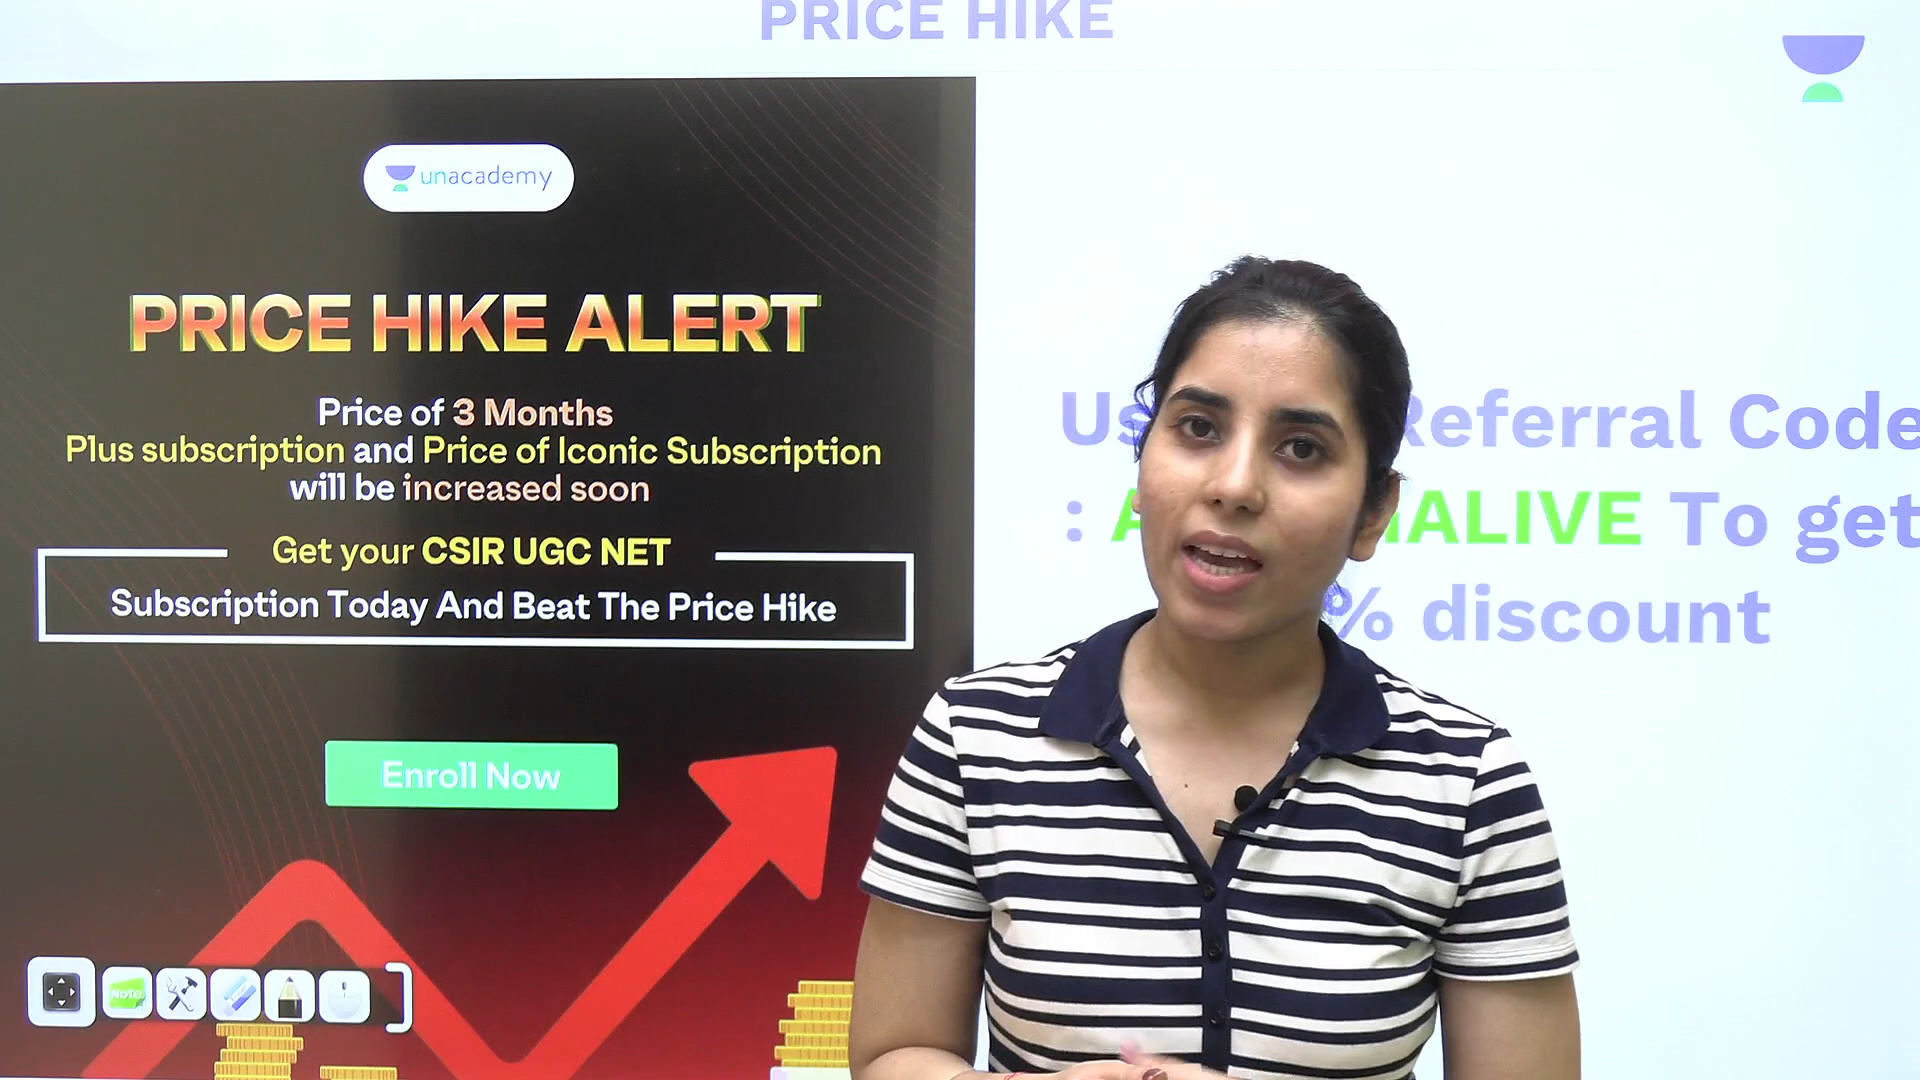 PRICE HIKE
unacademy
PRICE HIKE ALERT
Price of 3 Months
Plus subscription and Price of Iconic Subscription
will be increased soon
Get your CSIR UGC NET
Subscription Today And Beat The Price Hike
Enroll Now
Referral Code
: To get
% discount
Note